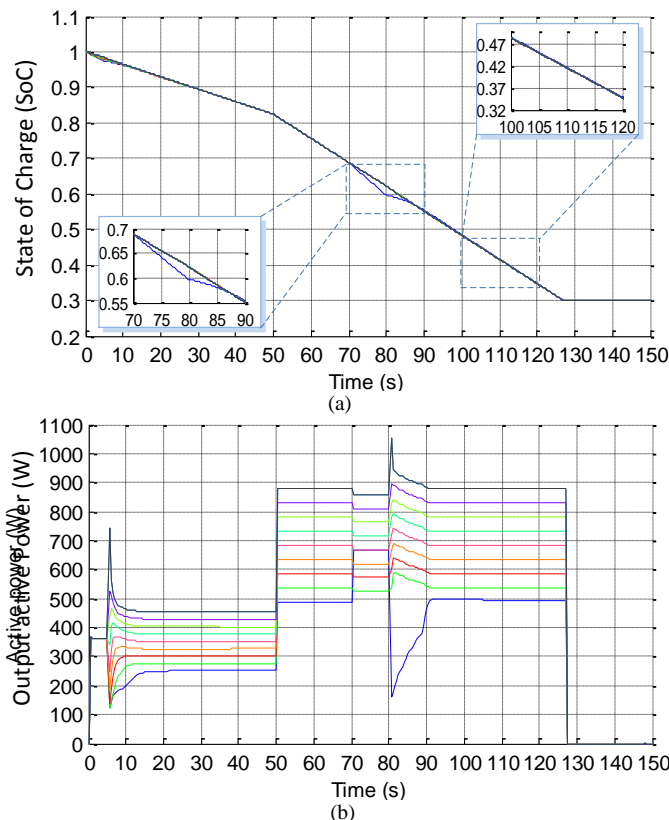 1.1
1
0.9
0.8
0.7
0.6
0.5
0.4
0.3
0.2
State of Charge (SoC)
0 10 20 30 40 50 60 70 80 90 100 110 120 130 140 150
Time (s)
0.47
0.42
0.37
0.32
100 105 110 115 120
0.7
0.65
0.6
0.55
70 75 80 85 90
(a)
1100
1000
900
800
700
600
500
400
300
200
100
0
Output active Power (W)
Active power (W)
0 10 20 30 40 50 60 70 80 90 100 110 120 130 140 150
Time (s)
(b)